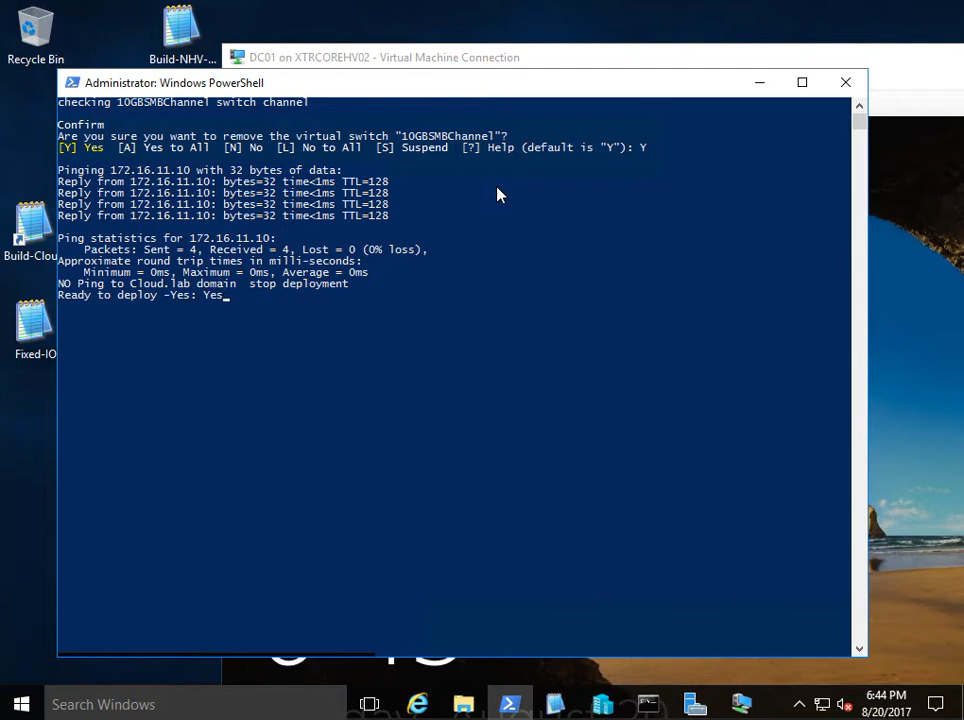 Recycle Bin
Build-NHV-...
DC01 on XTRCOREHV02 - Virtual Machine Connection
Administrator: Windows PowerShell
checking 10GBSMBChannel switch channel
Confirm
Are you sure you want to remove the virtual switch "10GBSMBChannel"?
[Y] Yes  [A] Yes to All  [N] No  [L] No to All  [S] Suspend  [?] Help (default is "Y"): Y
Pinging 172.16.11.10 with 32 bytes of data:
Reply from 172.16.11.10: bytes=32 time<1ms TTL=128
Reply from 172.16.11.10: bytes=32 time<1ms TTL=128
Reply from 172.16.11.10: bytes=32 time<1ms TTL=128
Reply from 172.16.11.10: bytes=32 time<1ms TTL=128
Ping statistics for 172.16.11.10:
Packets: Sent = 4, Received = 4, Lost = 0 (0% loss),
Approximate round trip times in milli-seconds:
Minimum = 0ms, Maximum = 0ms, Average = 0ms
NO Ping to Cloud.lab domain  stop deployment
Ready to deploy -Yes: Yes_
Build-Clou
Fixed-IO
Search Windows
6:44 PM
8/20/2017